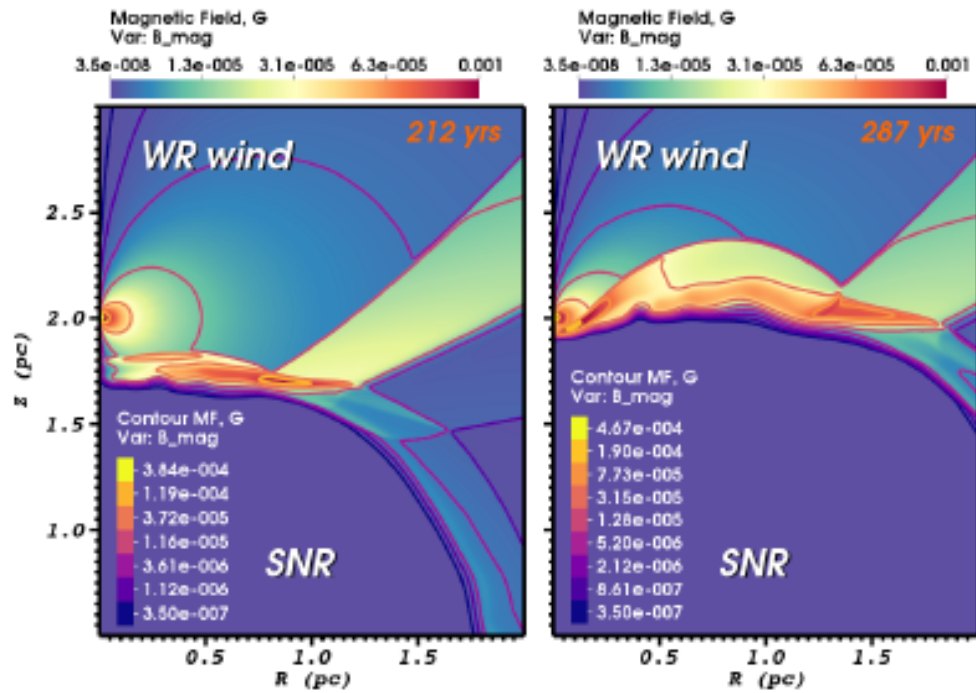 Magnetic Field, G
Var: B_mag
3.5e-008 1.3e-005 3.1e-005 6.3e-005 0.001
WR wind
212 yrs
2.5
2.0
1.5
1.0
Z (pc)
Contour MF, G
Var: B_mag
3.84e-004
1.19e-004
3.72e-005
1.16e-005
3.61e-006
1.12e-006
3.50e-007
SNR
0.5 1.0 1.5
R (pc)
Magnetic Field, G
Var: B_mag
3.5e-008 1.3e-005 3.1e-005 6.3e-005 0.001
WR wind
287 yrs
Contour MF, G
Var: B_mag
4.67e-004
1.90e-004
7.73e-005
3.15e-005
1.28e-005
5.20e-006
2.12e-006
8.61e-007
3.50e-007
SNR
0.5 1.0 1.5
R (pc)